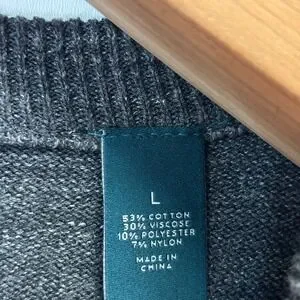 L
53% COTTON
30% VISCOSE
10% POLYESTER
7% NYLON
MADE IN
CHINA